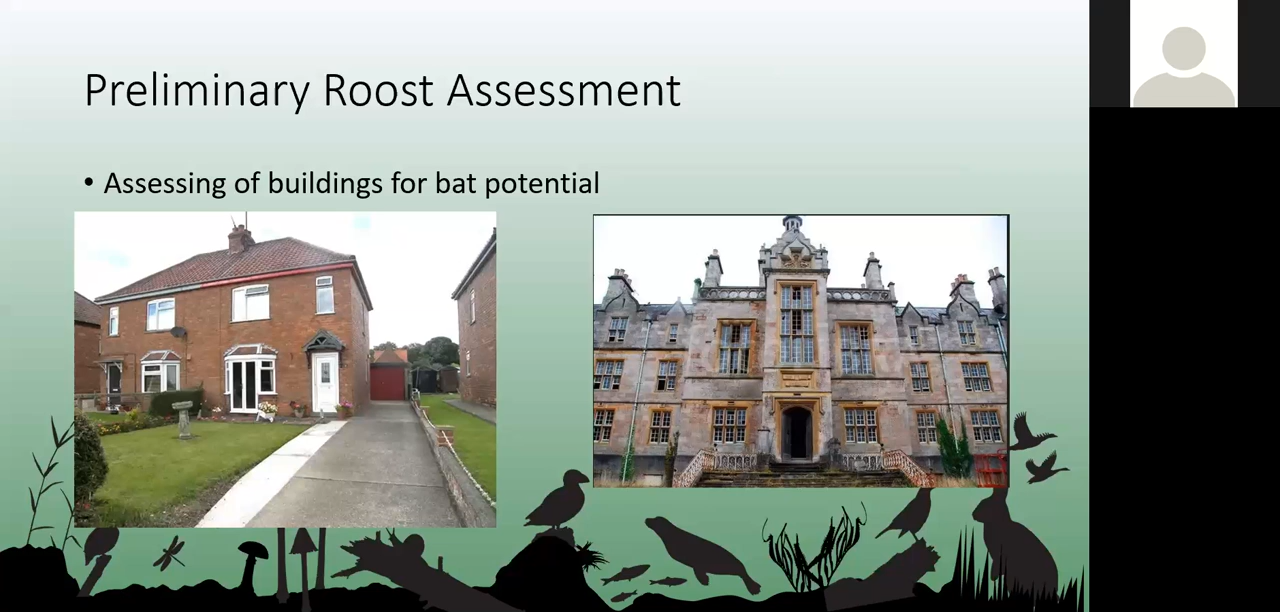 Preliminary Roost Assessment
• Assessing of buildings for bat potential